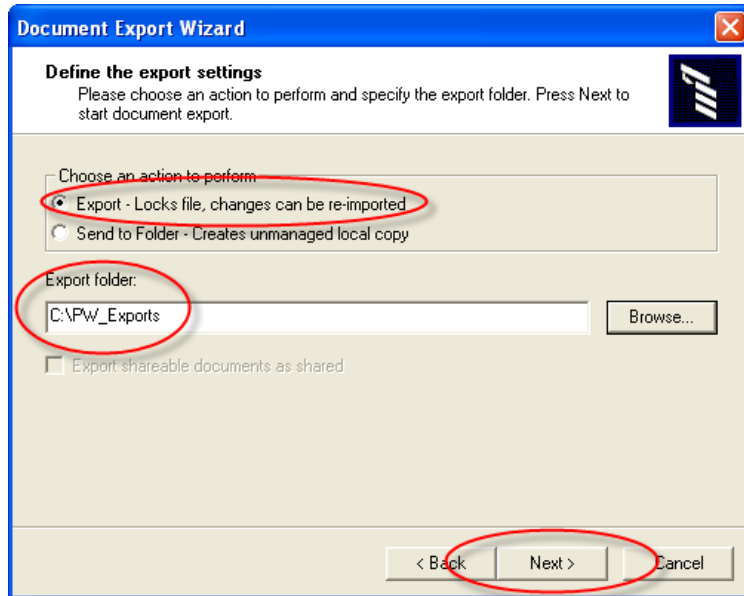 Document Export Wizard
Define the export settings
Please choose an action to perform and specify the export folder. Press Next to
start document export.
Choose an action to perform
Export - Locks file, changes can be re-imported
Send to Folder - Creates unmanaged local copy
Export folder:
C:\PW_Exports
Browse...
Export shareable documents as shared
< Back
Next >
Cancel